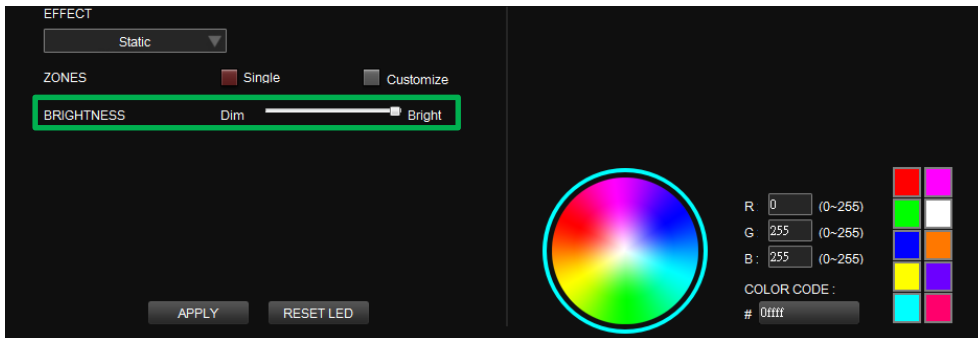 EFFECT
Static
ZONES Single Customize
BRIGHTNESS Dim Bright
R 0 (0~255)
G 255 (0~255)
B : 255 (0~255)
COLOR CODE :
# 0ffff
APPLY RESET LED